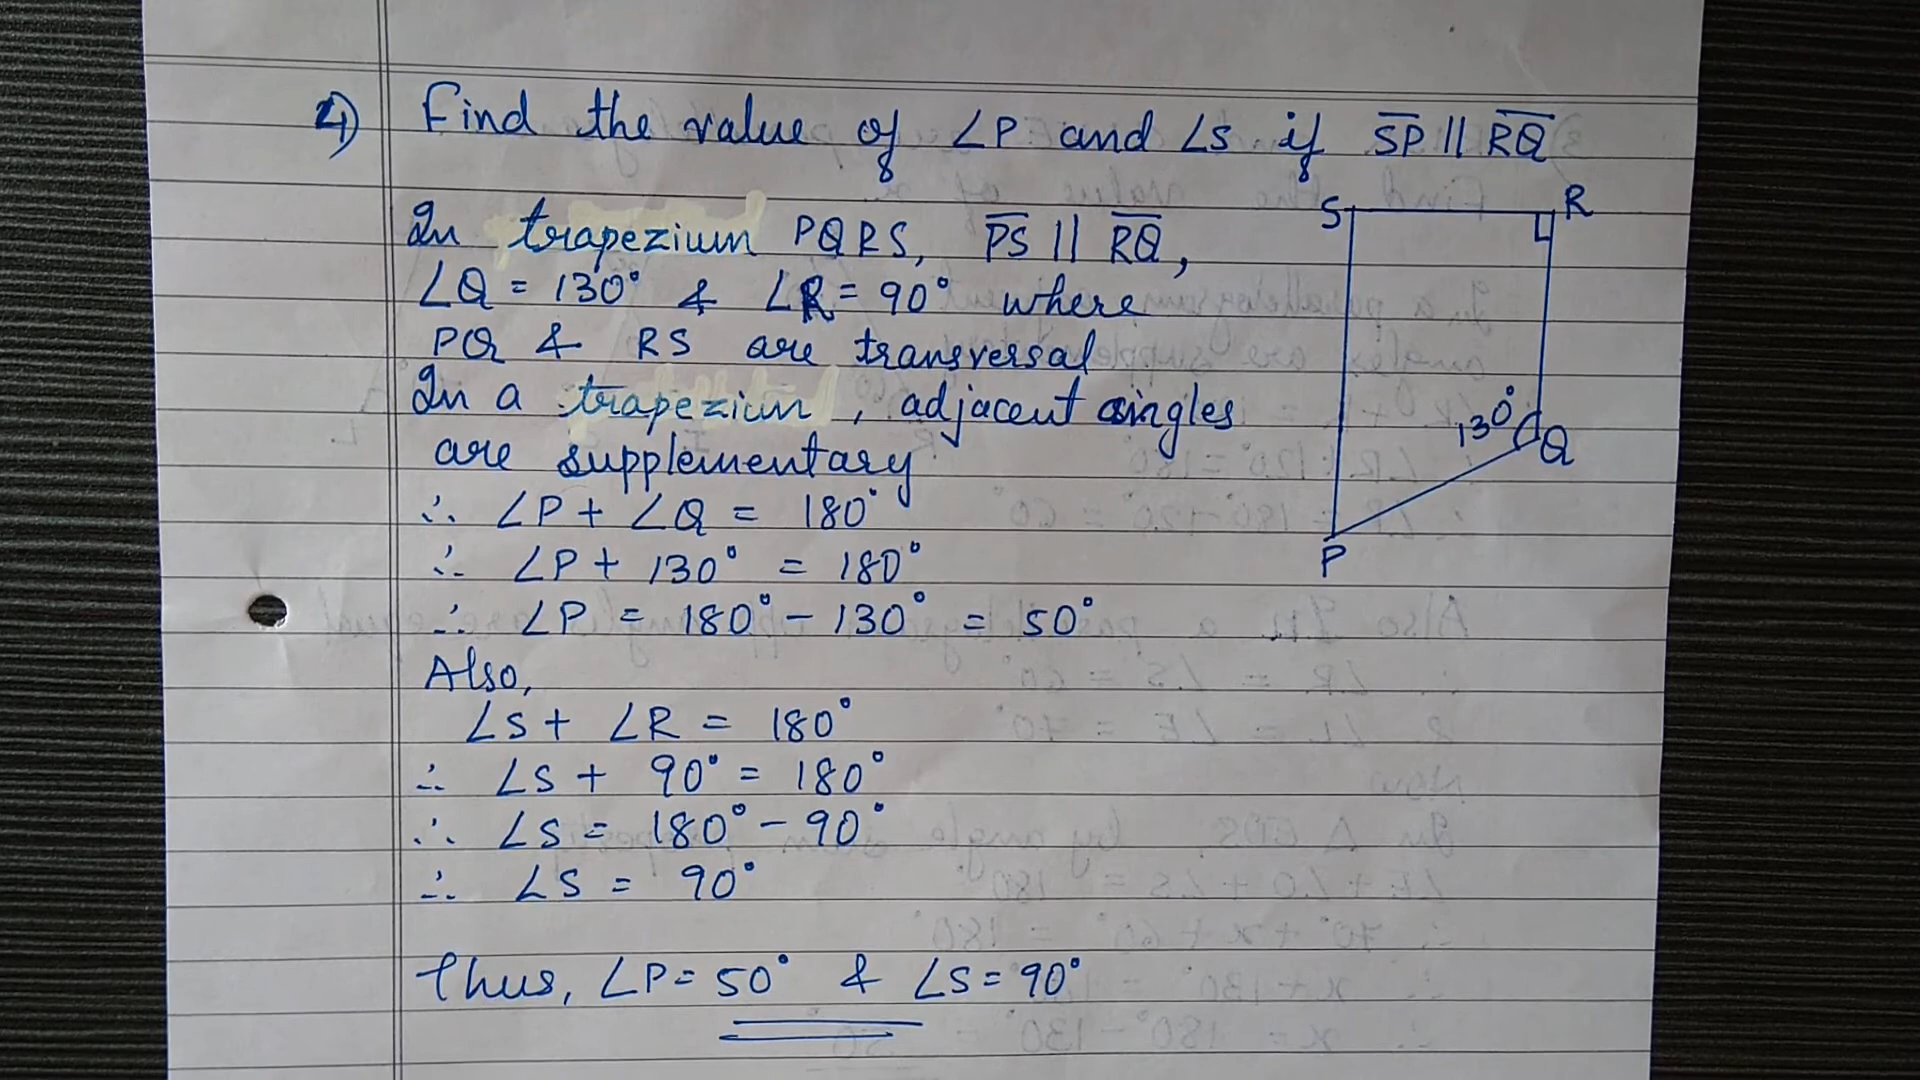 4) Find the value of ∠P and ∠S if S̅P̅ || R̅Q̅
In trapezium PQRS, P̅S̅ || R̅Q̅,
∠Q = 130° & ∠R = 90° where
PQ & RS are transversal
In a trapezium, adjacent angles
are supplementary
∴ ∠P + ∠Q = 180°
∴ ∠P + 130° = 180°
∴ ∠P = 180° - 130° = 50°
Also,
∠S + ∠R = 180°
∴ ∠S + 90° = 180°
∴ ∠S = 180° - 90°
∴ ∠S = 90°
Thus, ∠P = 50° & ∠S = 90°
S R
130° Q
P